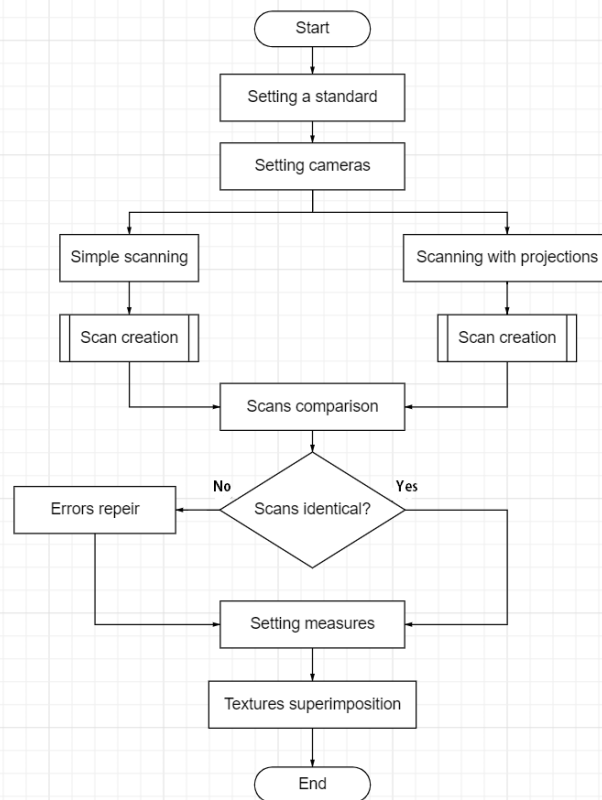 Start
Setting a standard
Setting cameras
Simple scanning
Scanning with projections
Scan creation
Scan creation
Scans comparison
No
Yes
Errors repeir
Scans identical?
Setting measures
Textures superimposition
End